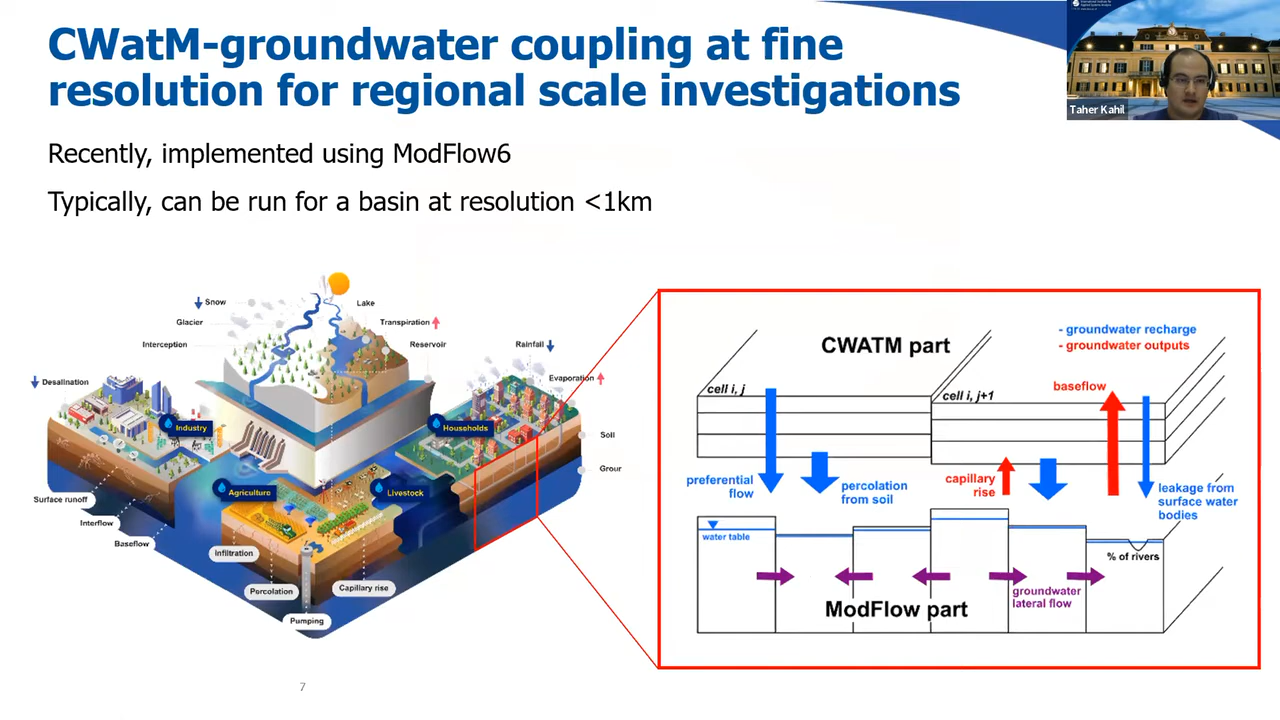 CWatM-groundwater coupling at fine
resolution for regional scale investigations
Taher Kahil
Recently, implemented using ModFlow6
Typically, can be run for a basin at resolution <1km
Snow
Lake
Glacier
Transpiration
Interception
Reservoir
Rainfall
Desalination
Evaporation
Industry
Households
Soil
Grour
Agriculture
Livestock
Surface runoff
Interflow
Baseflow
Infiltration
Percolation
Capillary rise
Pumping
CWATM part
- groundwater recharge
- groundwater outputs
cell i, j
cell i, j+1
baseflow
preferential
flow
percolation
from soil
capillary
rise
leakage from
surface water
bodies
water table
% of rivers
groundwater
lateral flow
ModFlow part
7